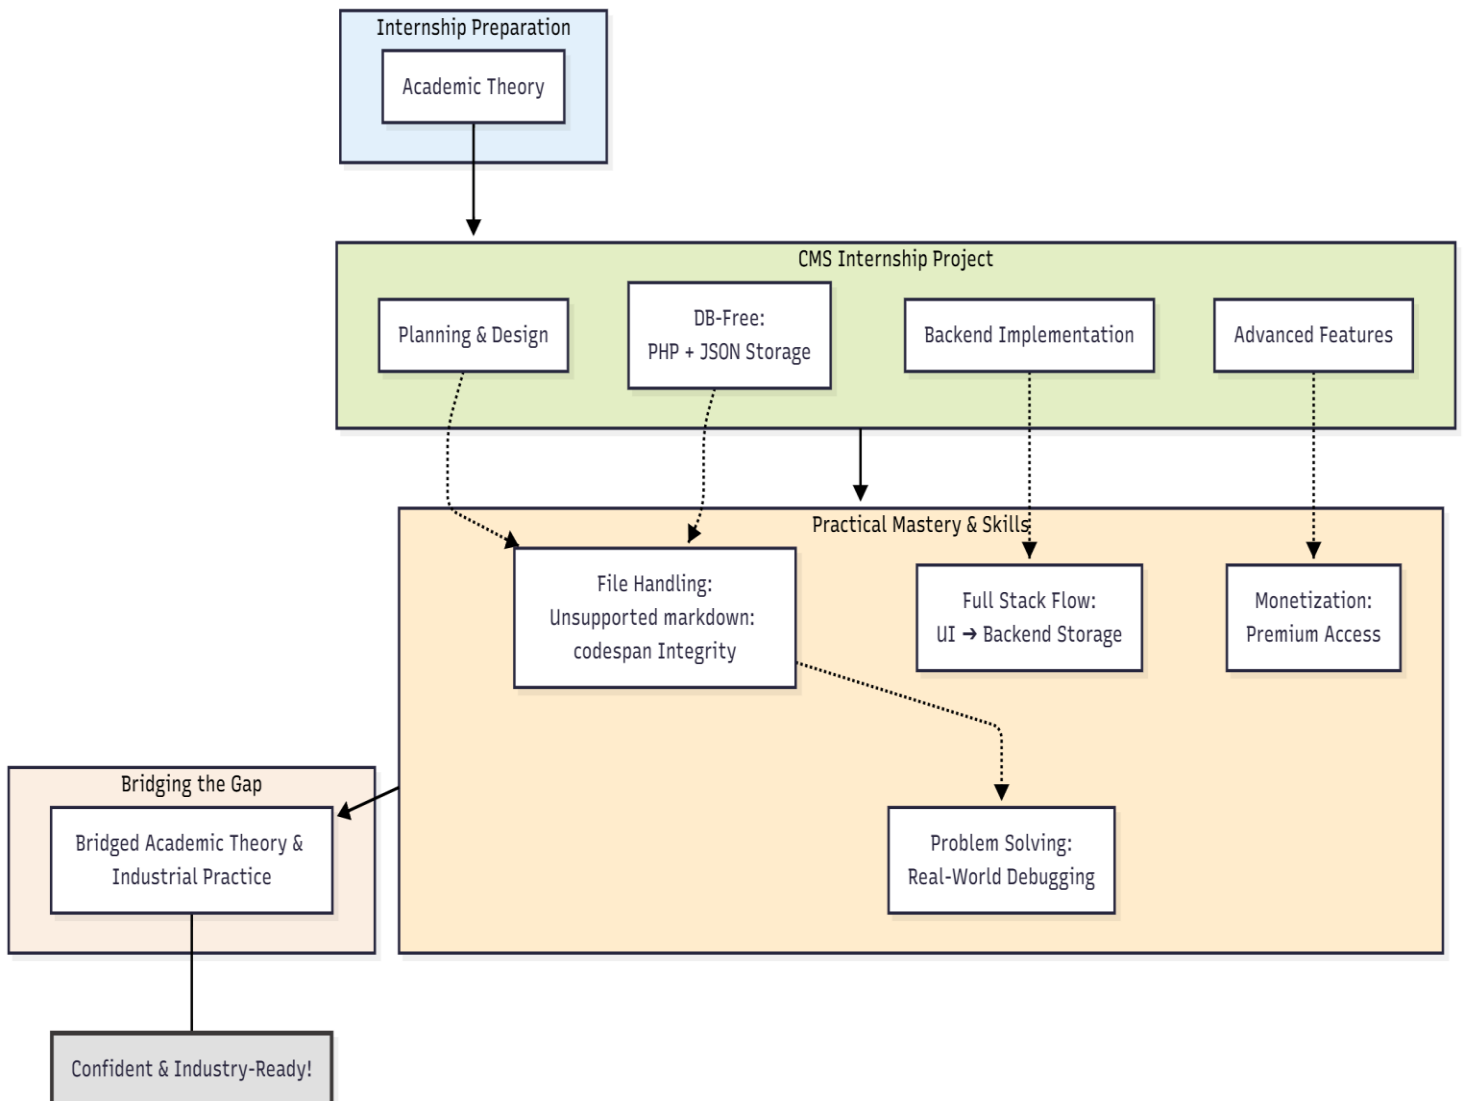 Internship Preparation
Academic Theory
CMS Internship Project
Planning & Design
DB-Free:
PHP + JSON Storage
Backend Implementation
Advanced Features
Practical Mastery & Skills
File Handling:
Unsupported markdown:
codespan Integrity
Full Stack Flow:
UI → Backend Storage
Monetization:
Premium Access
Bridging the Gap
Bridged Academic Theory &
Industrial Practice
Problem Solving:
Real-World Debugging
Confident & Industry-Ready!